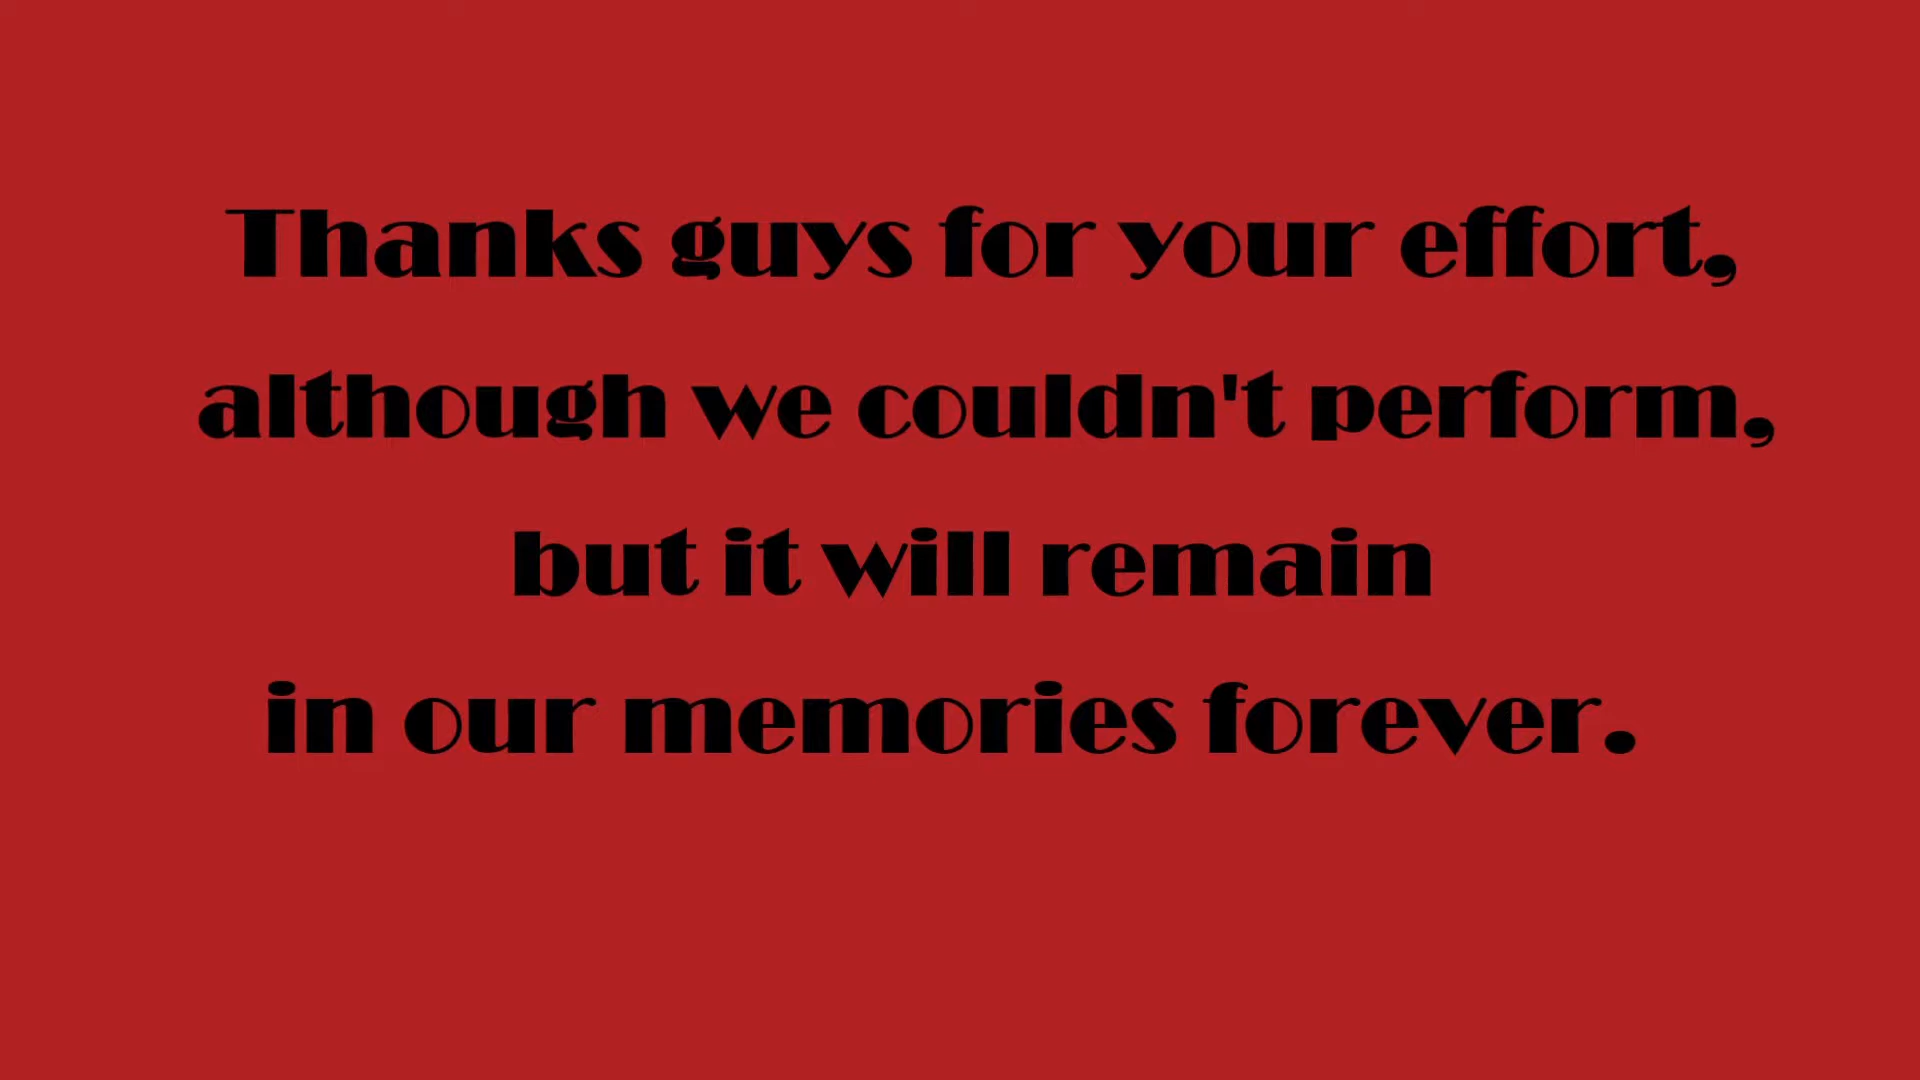 Thanks guys for your effort,
although we couldn't perform,
but it will remain
in our memories forever.